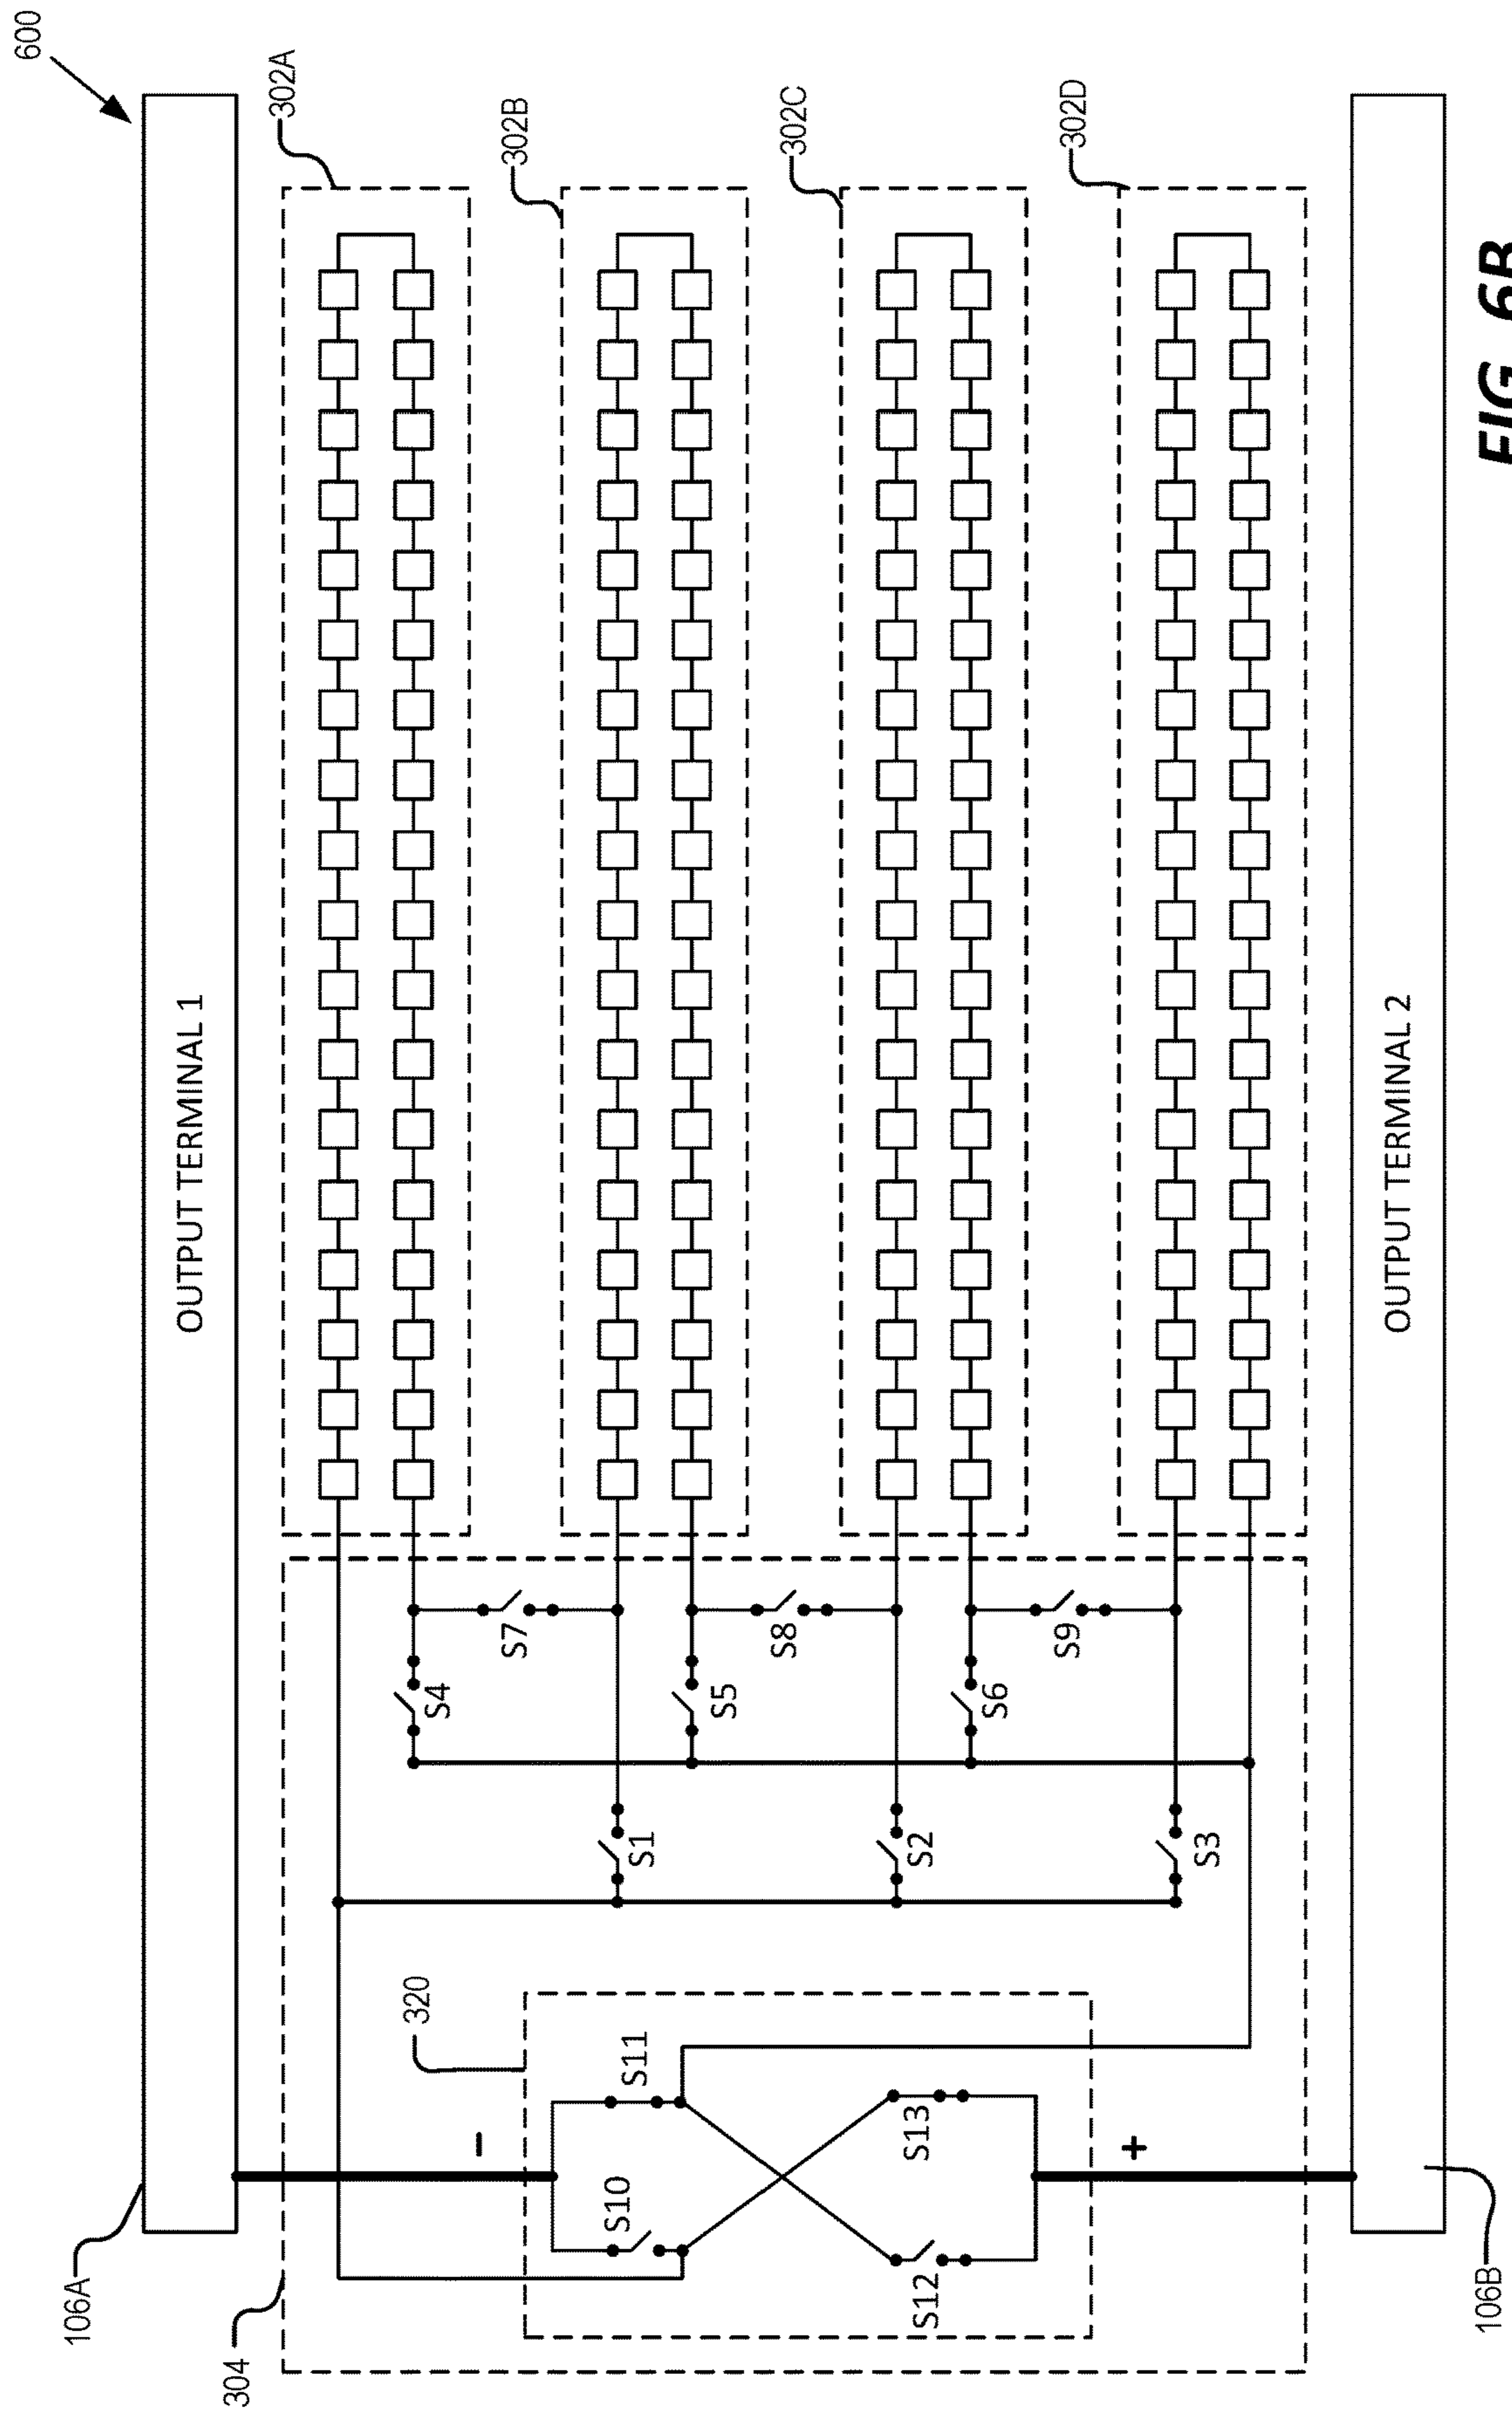 600
106A
OUTPUT TERMINAL 1
302A
302B
302C
302D
304
320
S11
S10
S13
S12
S1
S2
S3
S4
S5
S6
S7
S8
S9
-
+
OUTPUT TERMINAL 2
106B
FIG. 6B